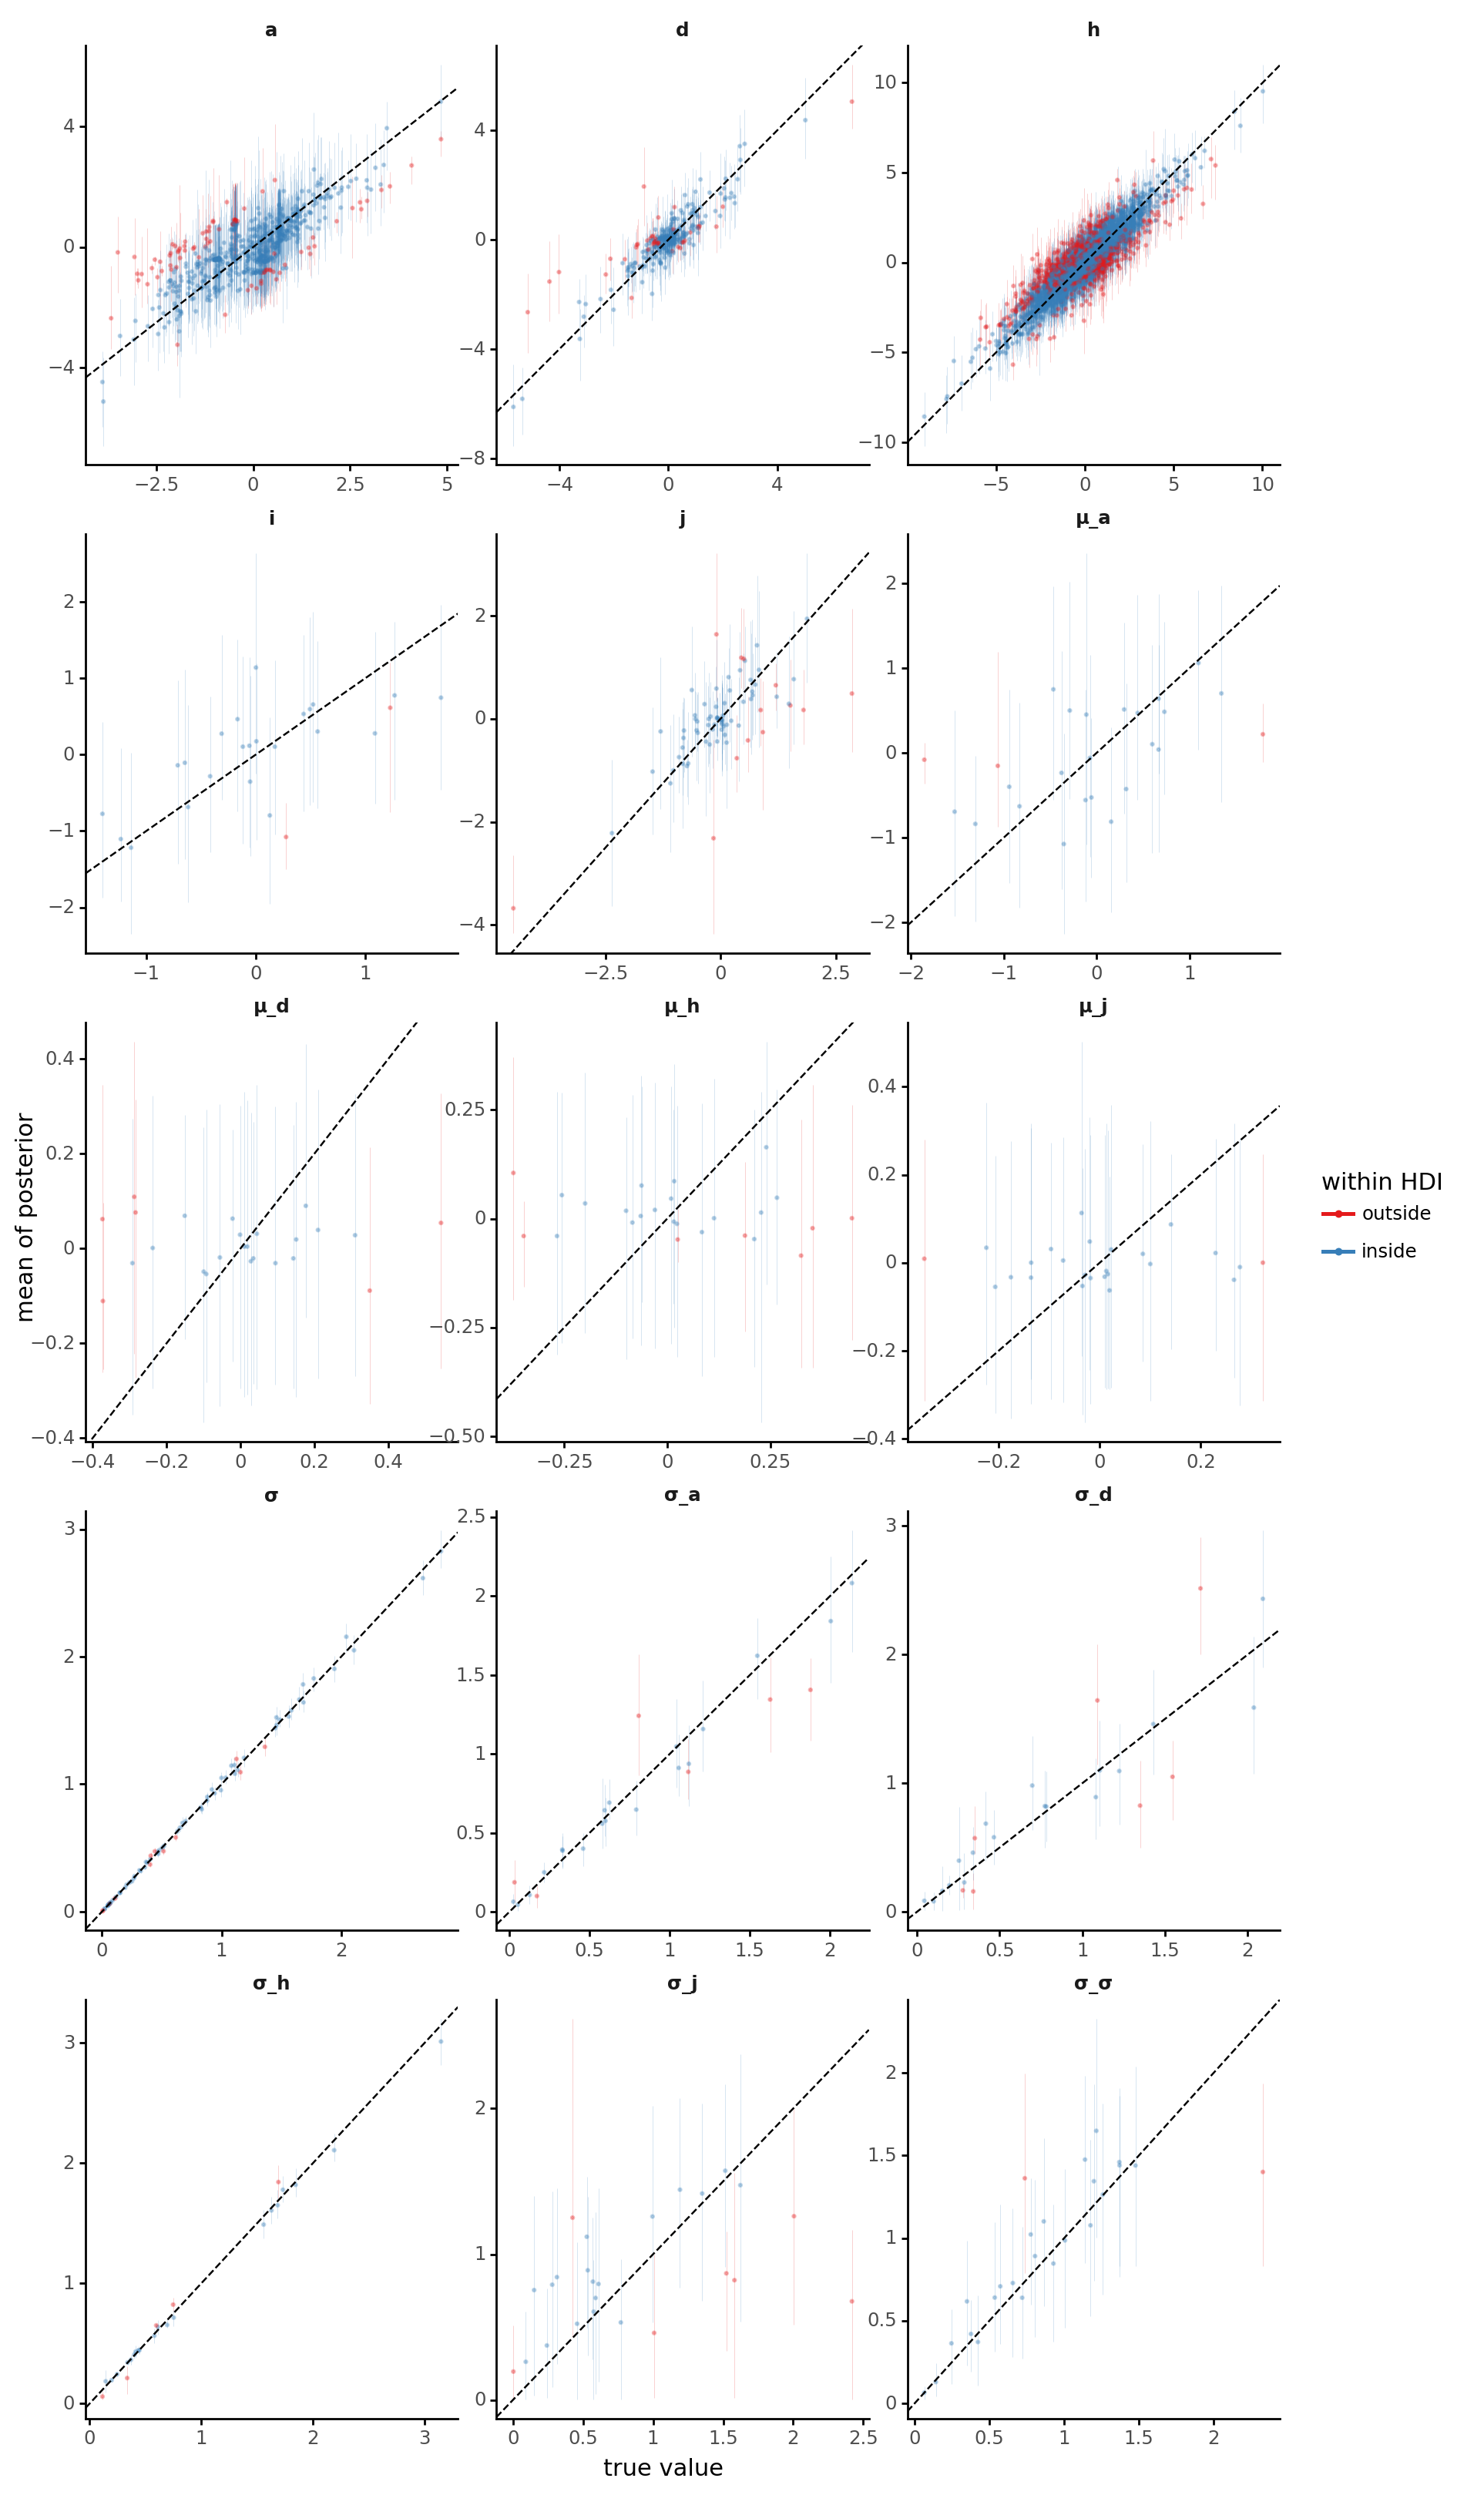 a d h
4
0
−4
−2.5 0 2.5 5
4
0
−4
−8
−4 0 4
10
5
0
−5
−10
−5 0 5 10
i j μ_a
2
1
0
−1
−2
−1 0 1
2
0
−2
−4
−2.5 0 2.5
2
1
0
−1
−2
−2 −1 0 1
μ_d μ_h μ_j
0.4
0.2
0
−0.2
−0.4
−0.4 −0.2 0 0.2 0.4
0.25
0
−0.25
−0.50
−0.25 0 0.25
0.4
0.2
0
−0.2
−0.4
−0.2 0 0.2
mean of posterior
within HDI
outside
inside
σ σ_a σ_d
3
2
1
0
0 1 2
2.5
2
1.5
1
0.5
0
0 0.5 1 1.5 2
3
2
1
0
0 0.5 1 1.5 2
σ_h σ_j σ_σ
3
2
1
0
0 1 2 3
2
1
0
0 0.5 1 1.5 2 2.5
2
1.5
1
0.5
0
0 0.5 1 1.5 2
true value